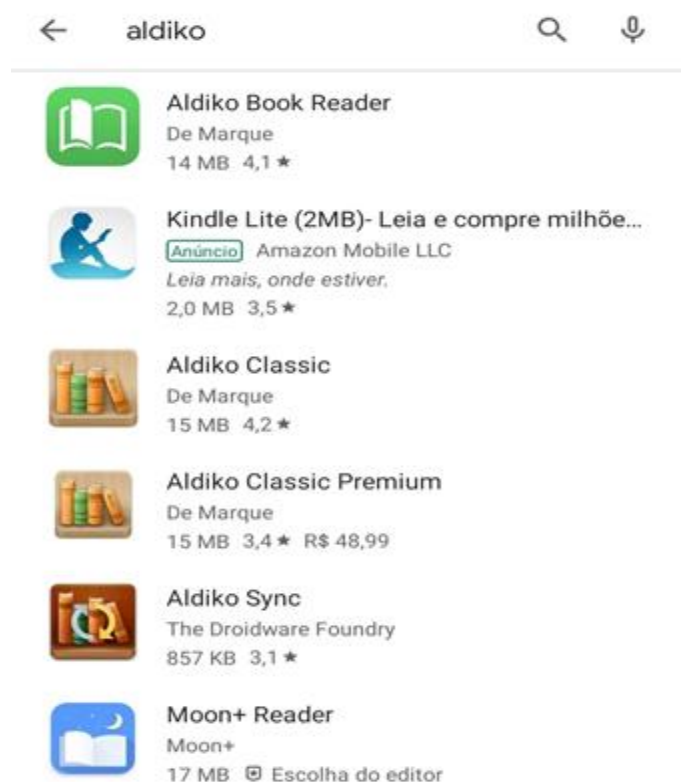 aldiko
Aldiko Book Reader
De Marque
14 MB 4,1 ★
Kindle Lite (2MB)- Leia e compre milhõe...
Anúncio Amazon Mobile LLC
Leia mais, onde estiver.
2,0 MB 3,5 ★
Aldiko Classic
De Marque
15 MB 4,2 ★
Aldiko Classic Premium
De Marque
15 MB 3,4 ★ R$ 48,99
Aldiko Sync
The Droidware Foundry
857 KB 3,1 ★
Moon+ Reader
Moon+
17 MB Escolha do editor